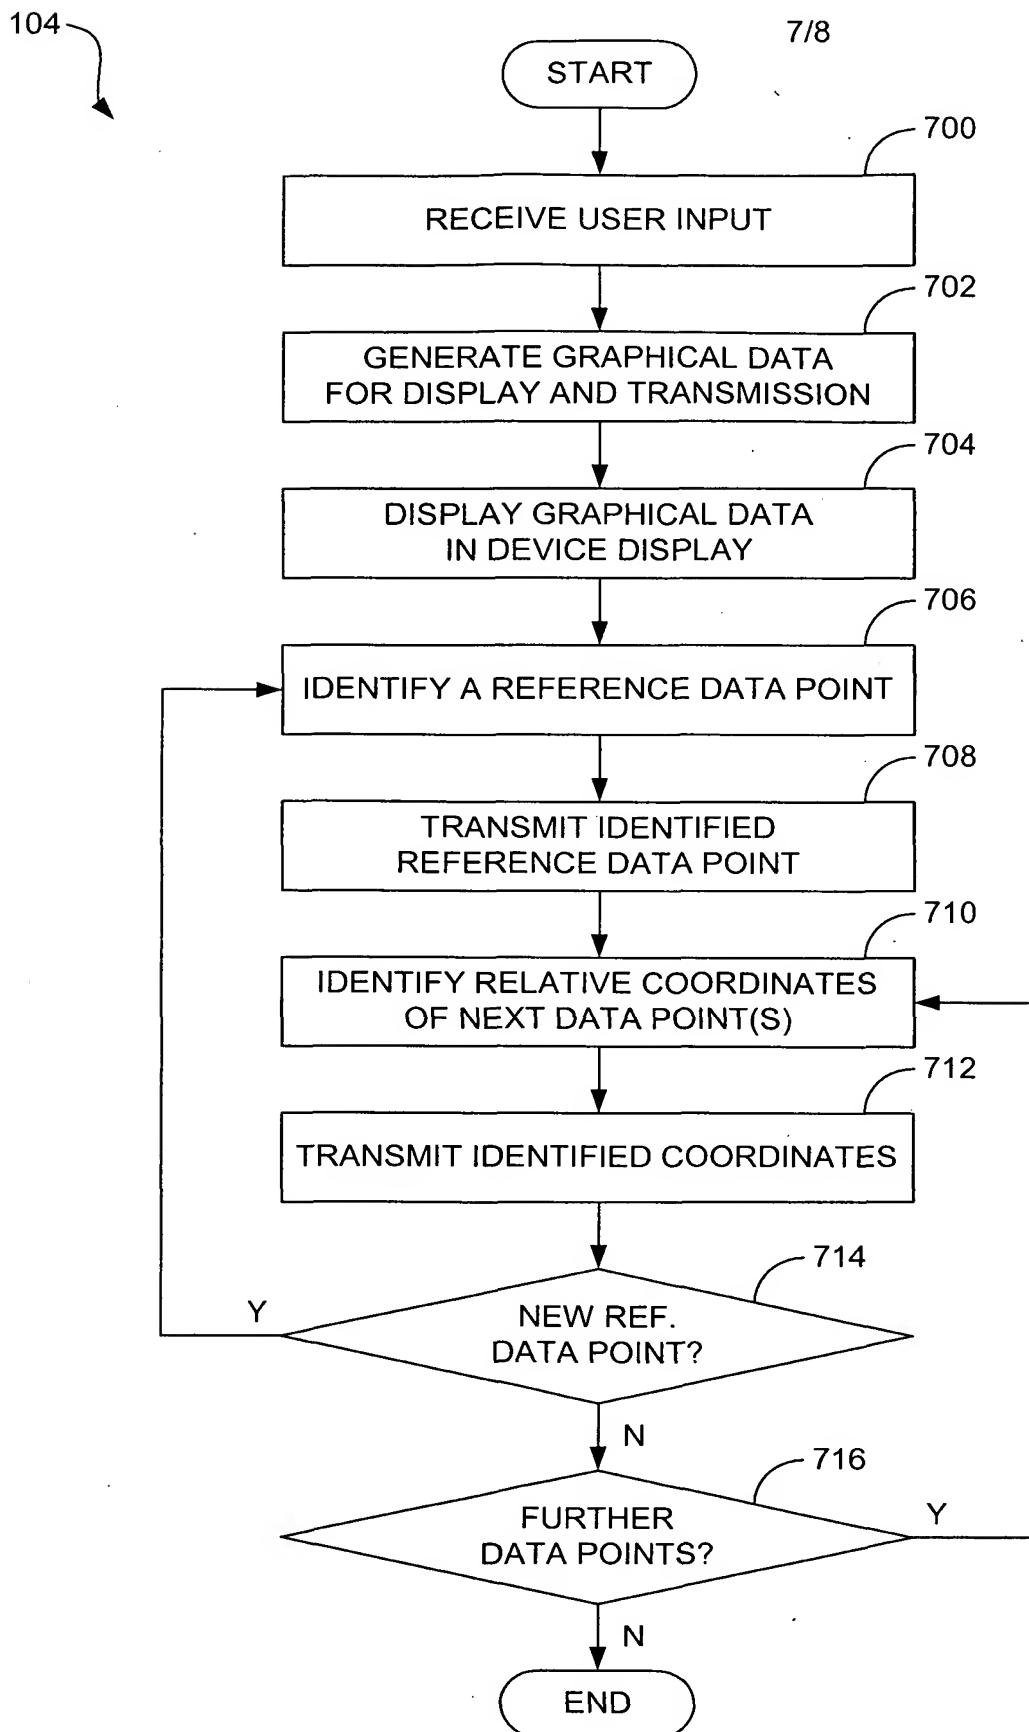 104
7/8
START
700
RECEIVE USER INPUT
702
GENERATE GRAPHICAL DATA
FOR DISPLAY AND TRANSMISSION
704
DISPLAY GRAPHICAL DATA
IN DEVICE DISPLAY
706
IDENTIFY A REFERENCE DATA POINT
708
TRANSMIT IDENTIFIED
REFERENCE DATA POINT
710
IDENTIFY RELATIVE COORDINATES
OF NEXT DATA POINT(S)
712
TRANSMIT IDENTIFIED COORDINATES
714
Y
NEW REF.
DATA POINT?
N
716
FURTHER
DATA POINTS?
Y
N
END